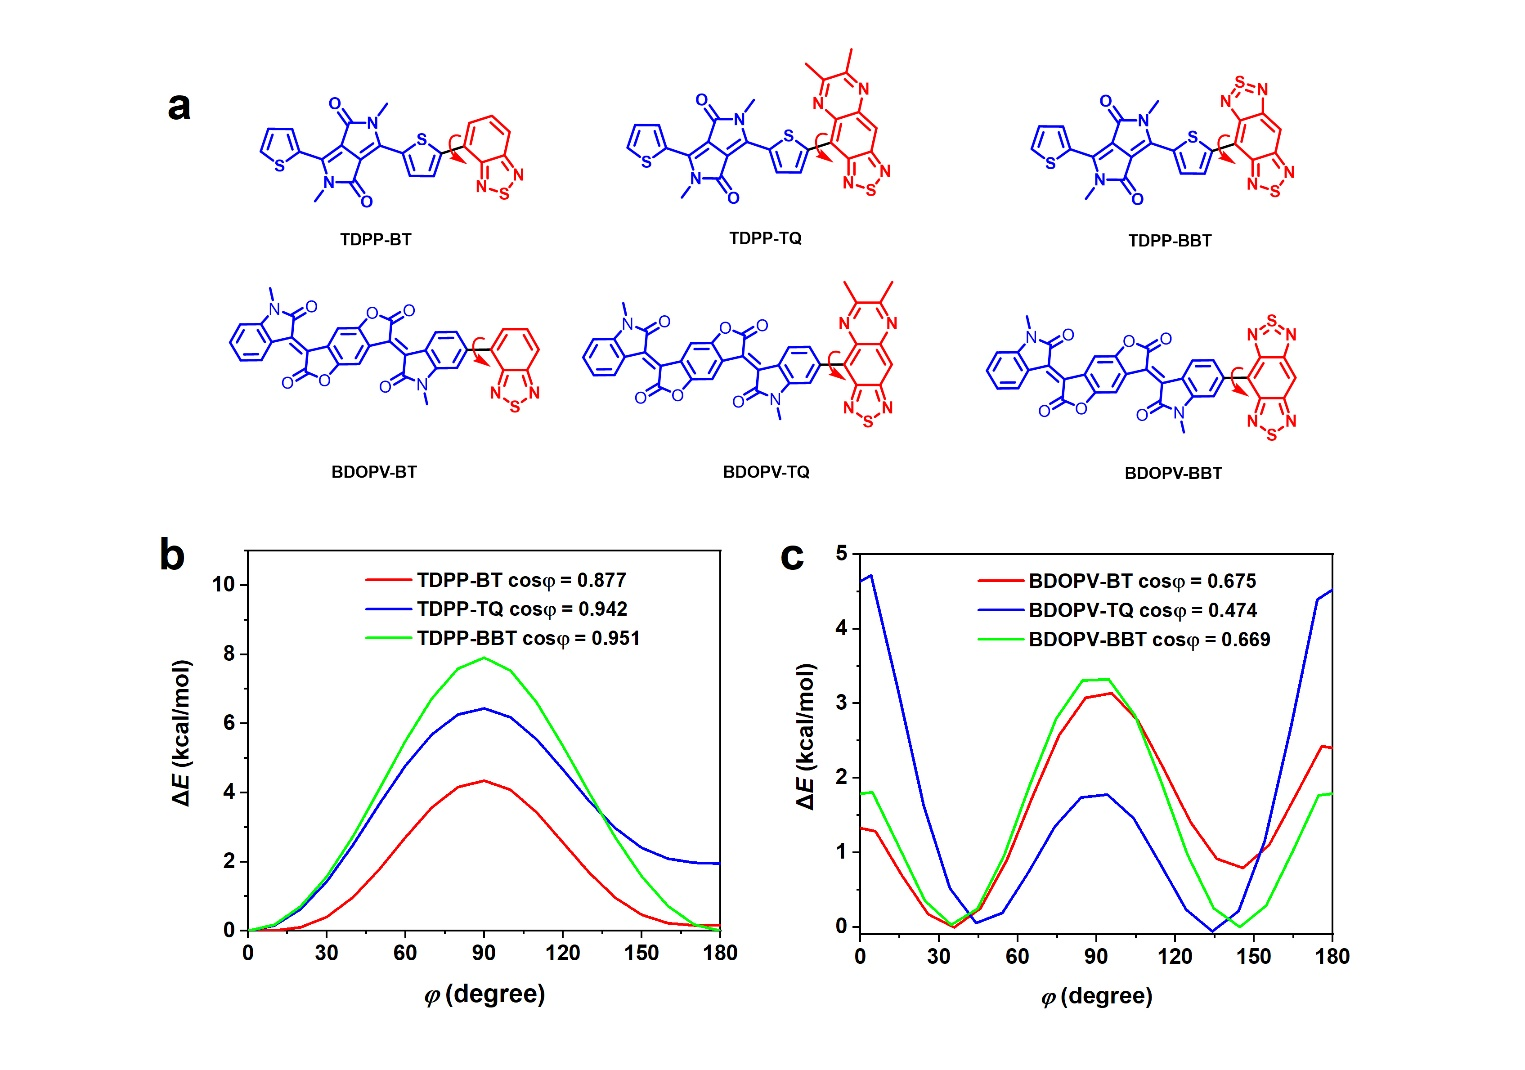 a
TDPP-BT
TDPP-TQ
TDPP-BBT
BDOPV-BT
BDOPV-TQ
BDOPV-BBT
b
TDPP-BT cosφ = 0.877
TDPP-TQ cosφ = 0.942
TDPP-BBT cosφ = 0.951
ΔE (kcal/mol)
10
8
6
4
2
0
0 30 60 90 120 150 180
φ (degree)
c
BDOPV-BT cosφ = 0.675
BDOPV-TQ cosφ = 0.474
BDOPV-BBT cosφ = 0.669
ΔE (kcal/mol)
5
4
3
2
1
0
0 30 60 90 120 150 180
φ (degree)